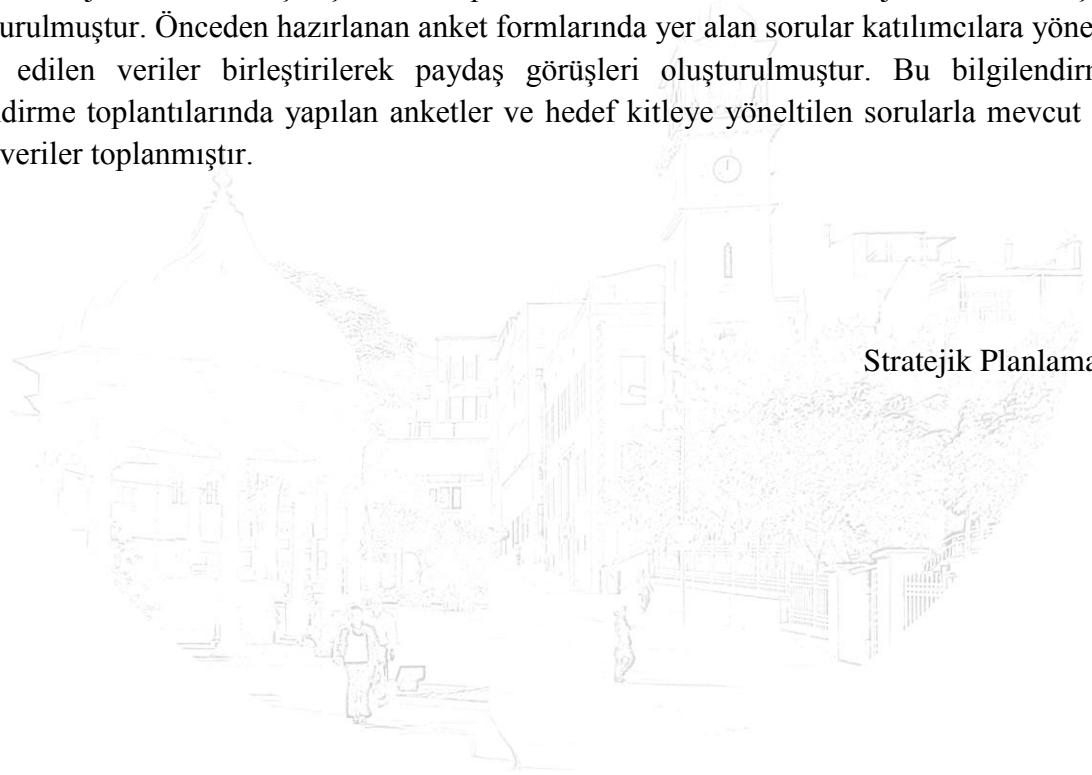 urulmuştur. Önceden hazırlanan anket formlarında yer alan sorular katılımcılara yöne
edilen veriler birleştirilerek paydaş görüşleri oluşturulmuştur. Bu bilgilendir
dirme toplantılarında yapılan anketler ve hedef kitleye yöneltilen sorularla mevcut
veriler toplanmıştır.
Stratejik Planlama